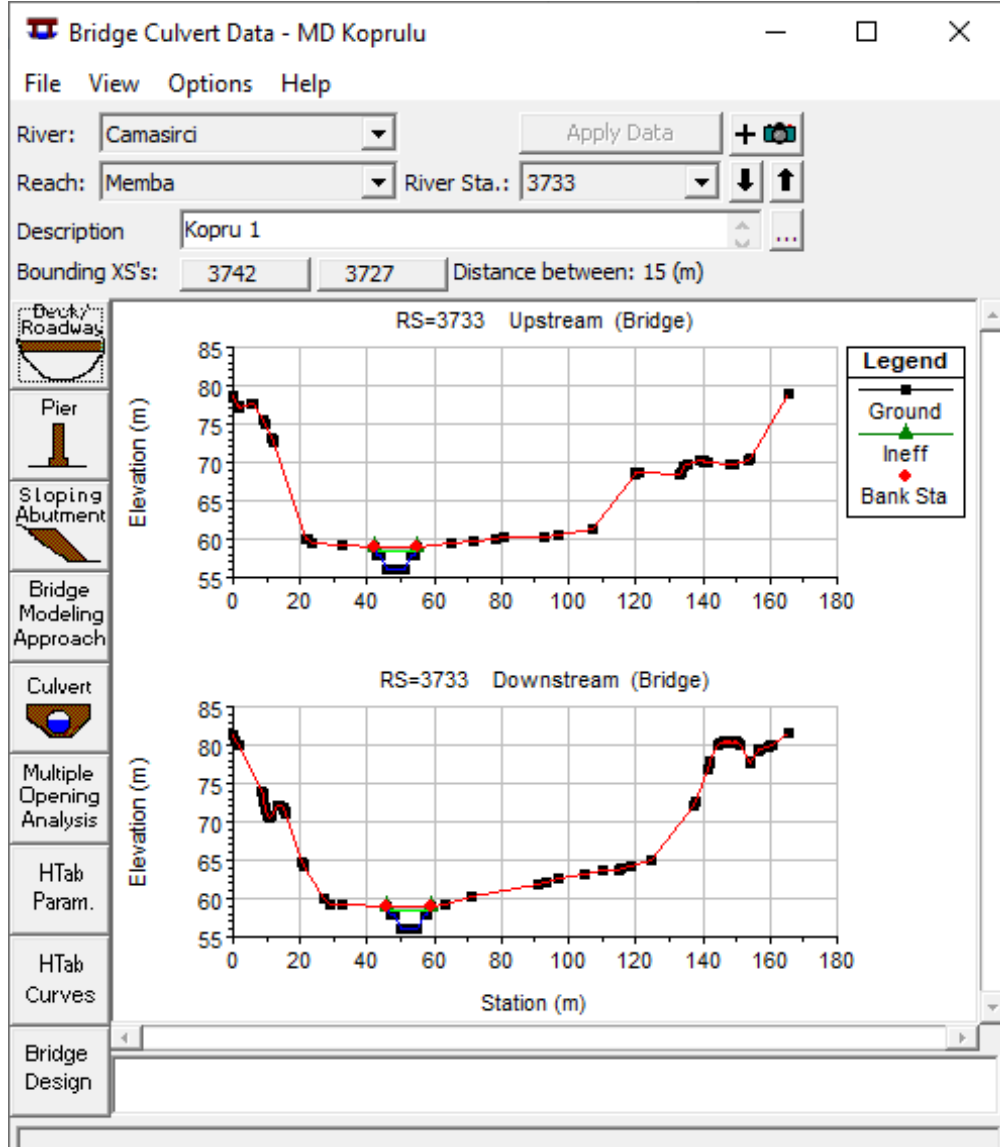 Bridge Culvert Data - MD Koprulu
File View Options Help
River: Camasirci Apply Data +
Reach: Memba River Sta.: 3733
Description Kopru 1 ...
Bounding XS's: 3742 3727 Distance between: 15 (m)
Deck/
Roadway
Pier
Sloping
Abutment
Bridge
Modeling
Approach
Culvert
Multiple
Opening
Analysis
HTab
Param.
HTab
Curves
Bridge
Design
RS=3733 Upstream (Bridge)
85
80
75
70
65
60
55
Elevation (m)
0 20 40 60 80 100 120 140 160 180
Legend
Ground
Ineff
Bank Sta
RS=3733 Downstream (Bridge)
85
80
75
70
65
60
55
Elevation (m)
0 20 40 60 80 100 120 140 160 180
Station (m)